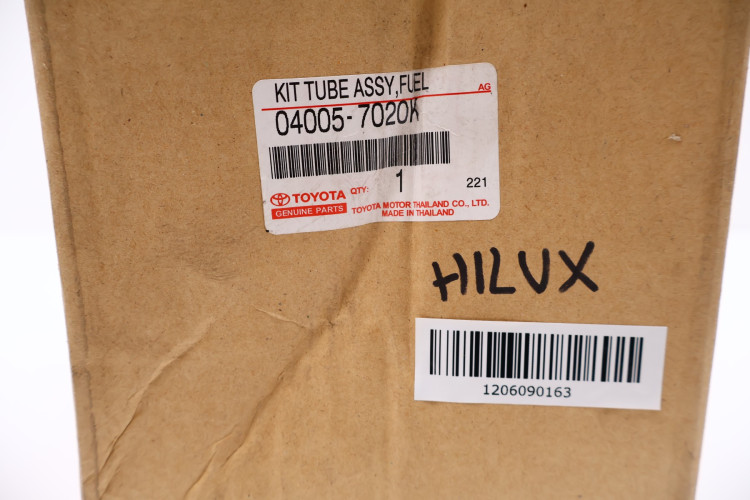 KIT TUBE ASSY,FUEL
AG
04005-7020K
TOYOTA
GENUINE PARTS
QTY: 1
221
TOYOTA MOTOR THAILAND CO., LTD.
MADE IN THAILAND
HILUX
1206090163